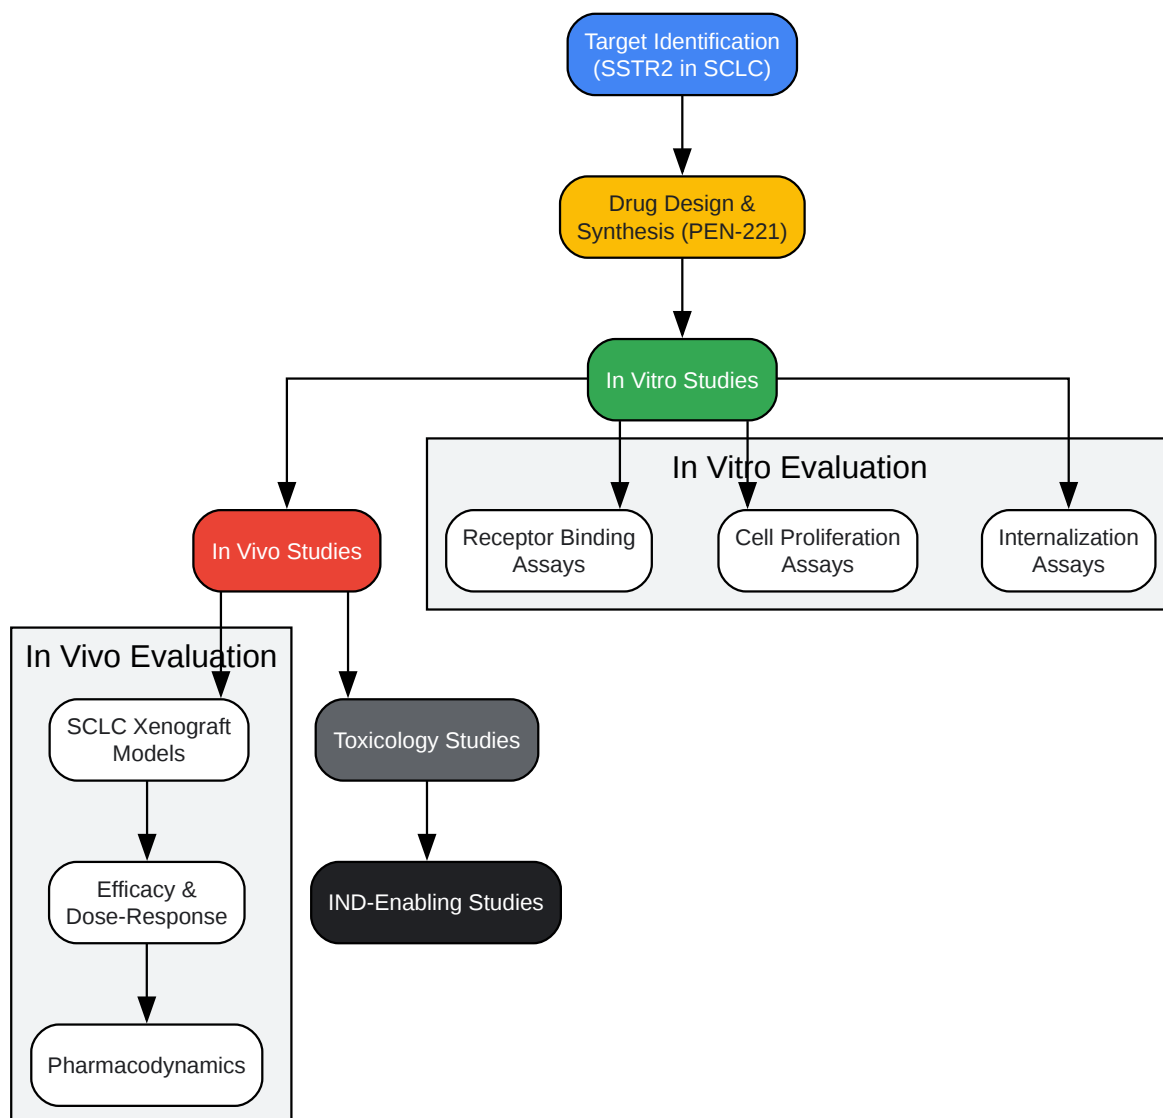 Target Identification
(SSTR2 in SCLC)
Drug Design &
Synthesis (PEN-221)
In Vitro Studies
In Vitro Evaluation
Receptor Binding
Assays
Cell Proliferation
Assays
Internalization
Assays
In Vivo Studies
In Vivo Evaluation
SCLC Xenograft
Models
Toxicology Studies
Efficacy &
Dose-Response
IND-Enabling Studies
Pharmacodynamics